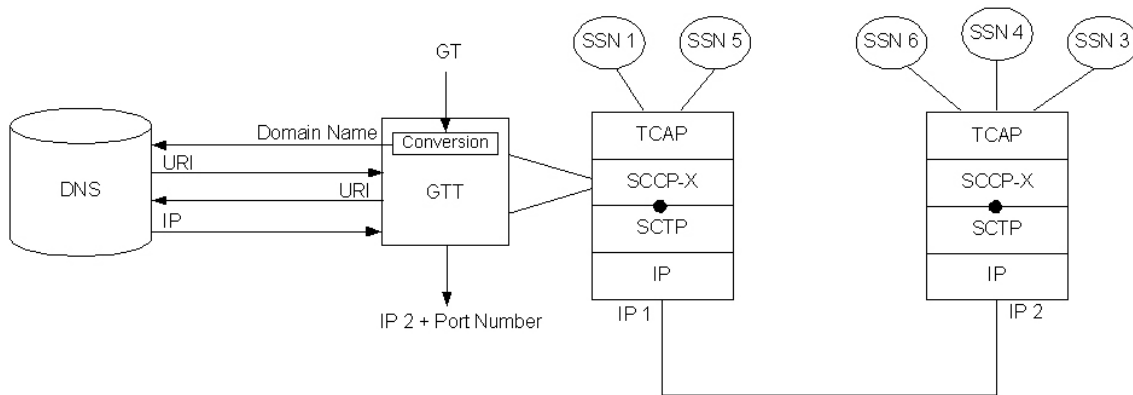 GT
SSN 1
SSN 5
SSN 6
SSN 4
SSN 3
Domain Name
Conversion
URI
URI
IP
DNS
GTT
IP 2 + Port Number
TCAP
SCCP-X
SCTP
IP
IP 1
TCAP
SCCP-X
SCTP
IP
IP 2